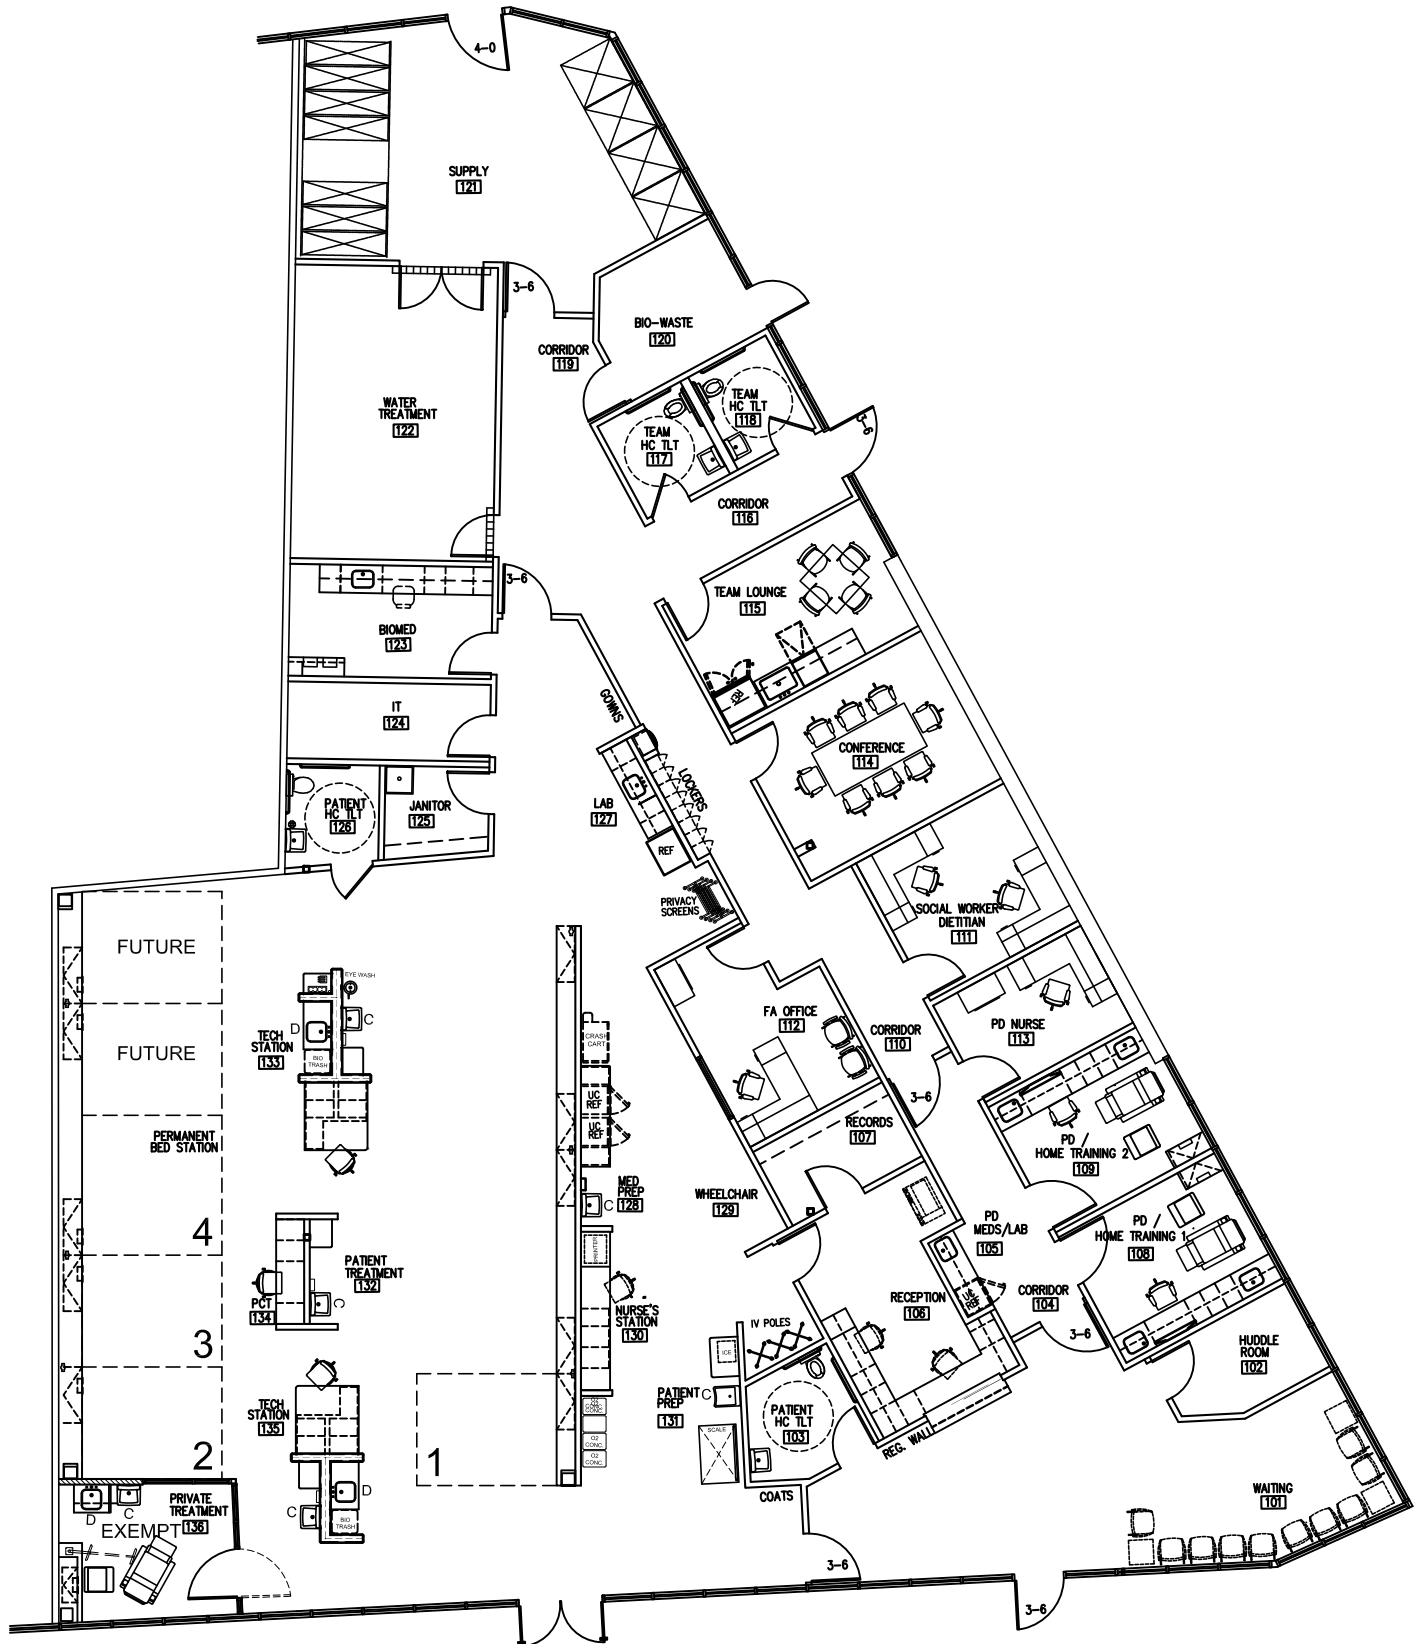 4-0
SUPPLY
121
3-6
BIO-WASTE
120
CORRIDOR
119
WATER
TREATMENT
122
TEAM
HC TLT
118
TEAM
HC TLT
117
3-6
CORRIDOR
116
3-6
TEAM LOUNGE
115
BIOMED
123
REF
GOWNS
IT
124
CONFERENCE
114
LOCKERS
PATIENT
HC TLT
126
JANITOR
125
LAB
127
REF
PRIVACY
SCREENS
SOCIAL WORKER
DIETITIAN
111
FUTURE
EYE WASH
C
D
TECH
STATION
133
BIO
TRASH
FUTURE
FA OFFICE
112
CORRIDOR
110
PD NURSE
113
CRASH
CART
UC
REF
UC
REF
3-6
RECORDS
107
PERMANENT
BED STATION
PD /
HOME TRAINING 2
109
MED
PREP
128
C
WHEELCHAIR
129
4
PD
MEDS/LAB
105
PD /
HOME TRAINING 1
108
PRINTER
PATIENT
TREATMENT
132
PCT
134
C
NURSE'S
STATION
130
RECEPTION
106
UC
REF
CORRIDOR
104
3-6
IV POLES
HUDDLE
ROOM
102
3
ICE
PATIENT
PREP
131
C
PATIENT
HC TLT
103
TECH
STATION
135
O2
CONC.
O2
CONC.
O2
CONC.
SCALE
REG. WALL
2
1
COATS
WAITING
101
D
C
BIO
TRASH
PRIVATE
TREATMENT
136
D
C
EXEMPT
3-6
3-6